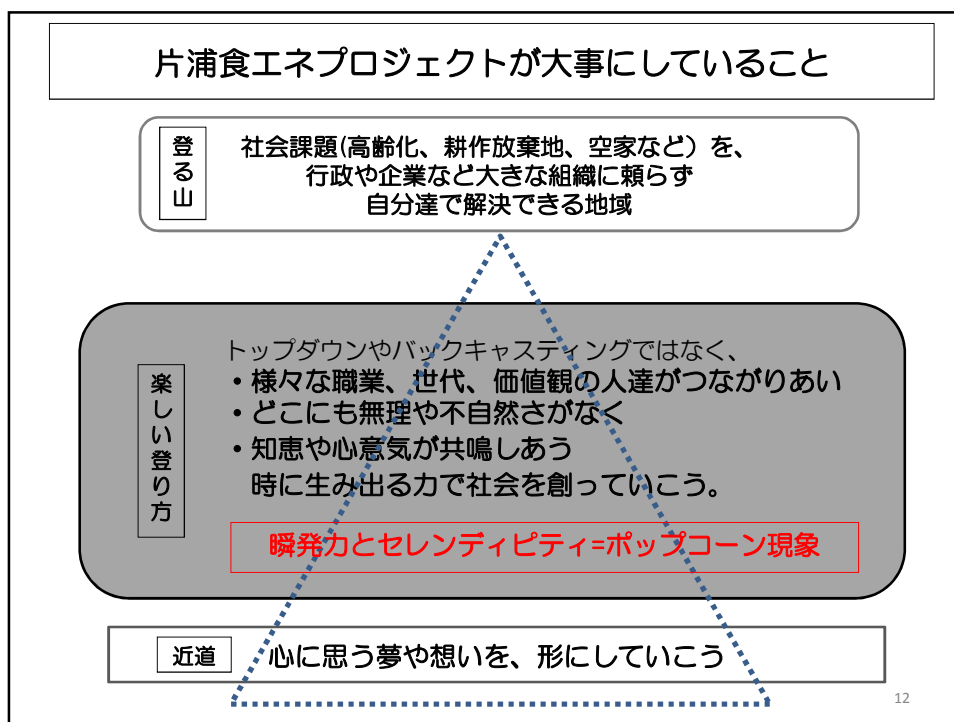 片浦食エネプロジェクトが大事にしていること
登る山
社会課題(高齢化、耕作放棄地、空家など）を、
行政や企業など大きな組織に頼らず
自分達で解決できる地域
楽しい登り方
トップダウンやバックキャスティングではなく、
・様々な職業、世代、価値観の人達がつながりあい
・どこにも無理や不自然さがなく
・知恵や心意気が共鳴しあう
時に生み出る力で社会を創っていこう。
瞬発力とセレンディピティ=ポップコーン現象
近道
心に思う夢や想いを、形にしていこう
12